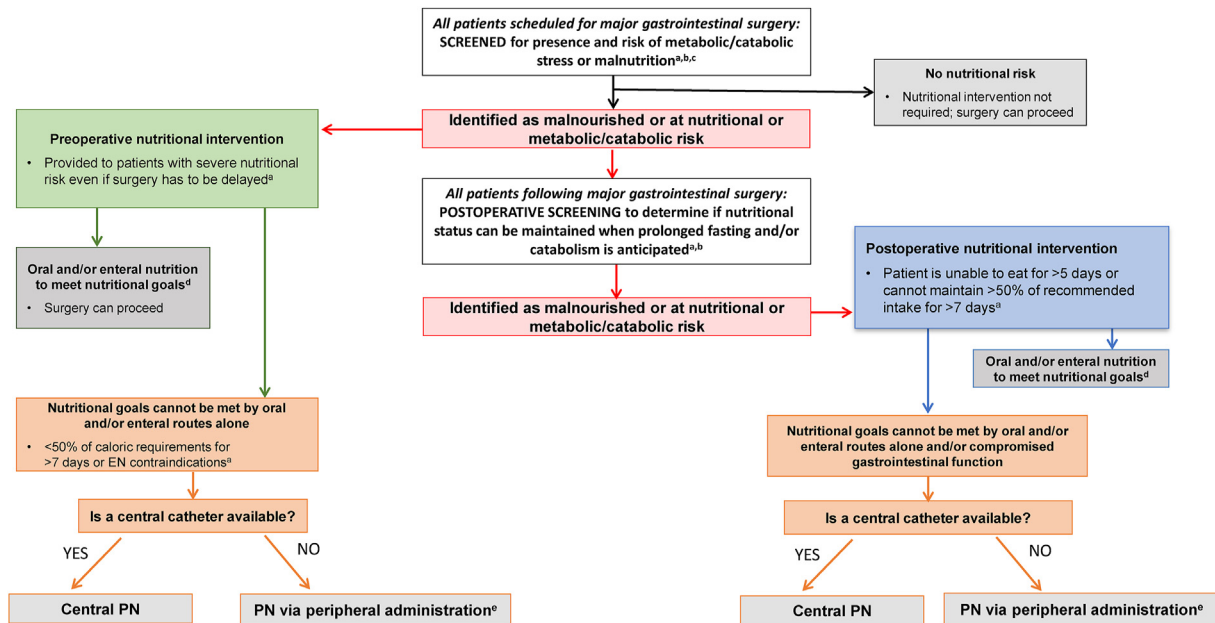 All patients scheduled for major gastrointestinal surgery:
SCREENED for presence and risk of metabolic/catabolic
stress or malnutritionᵃ,ᵇ,ᶜ
No nutritional risk
• Nutritional intervention not
required; surgery can proceed
Identified as malnourished or at nutritional or
metabolic/catabolic risk
Preoperative nutritional intervention
• Provided to patients with severe nutritional
risk even if surgery has to be delayedᵃ
All patients following major gastrointestinal surgery:
POSTOPERATIVE SCREENING to determine if nutritional
status can be maintained when prolonged fasting and/or
catabolism is anticipatedᵃ,ᵇ
Oral and/or enteral nutrition
to meet nutritional goalsᵈ
• Surgery can proceed
Postoperative nutritional intervention
• Patient is unable to eat for >5 days or
cannot maintain >50% of recommended
intake for >7 daysᵃ
Identified as malnourished or at nutritional or
metabolic/catabolic risk
Oral and/or enteral nutrition
to meet nutritional goalsᵈ
Nutritional goals cannot be met by oral
and/or enteral routes alone
• <50% of caloric requirements for
>7 days or EN contraindicationsᵃ
Nutritional goals cannot be met by oral and/or
enteral routes alone and/or compromised
gastrointestinal function
Is a central catheter available?
YES
NO
Central PN
PN via peripheral administrationᵉ
Is a central catheter available?
YES
NO
Central PN
PN via peripheral administrationᵉ